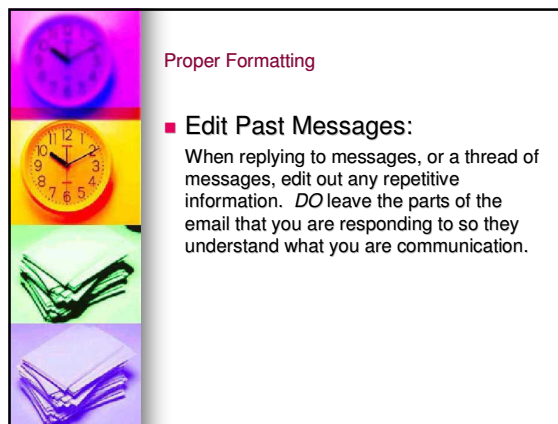 Proper Formatting
Edit Past Messages:
When replying to messages, or a thread of
messages, edit out any repetitive
information. DO leave the parts of the
email that you are responding to so they
understand what you are communication.